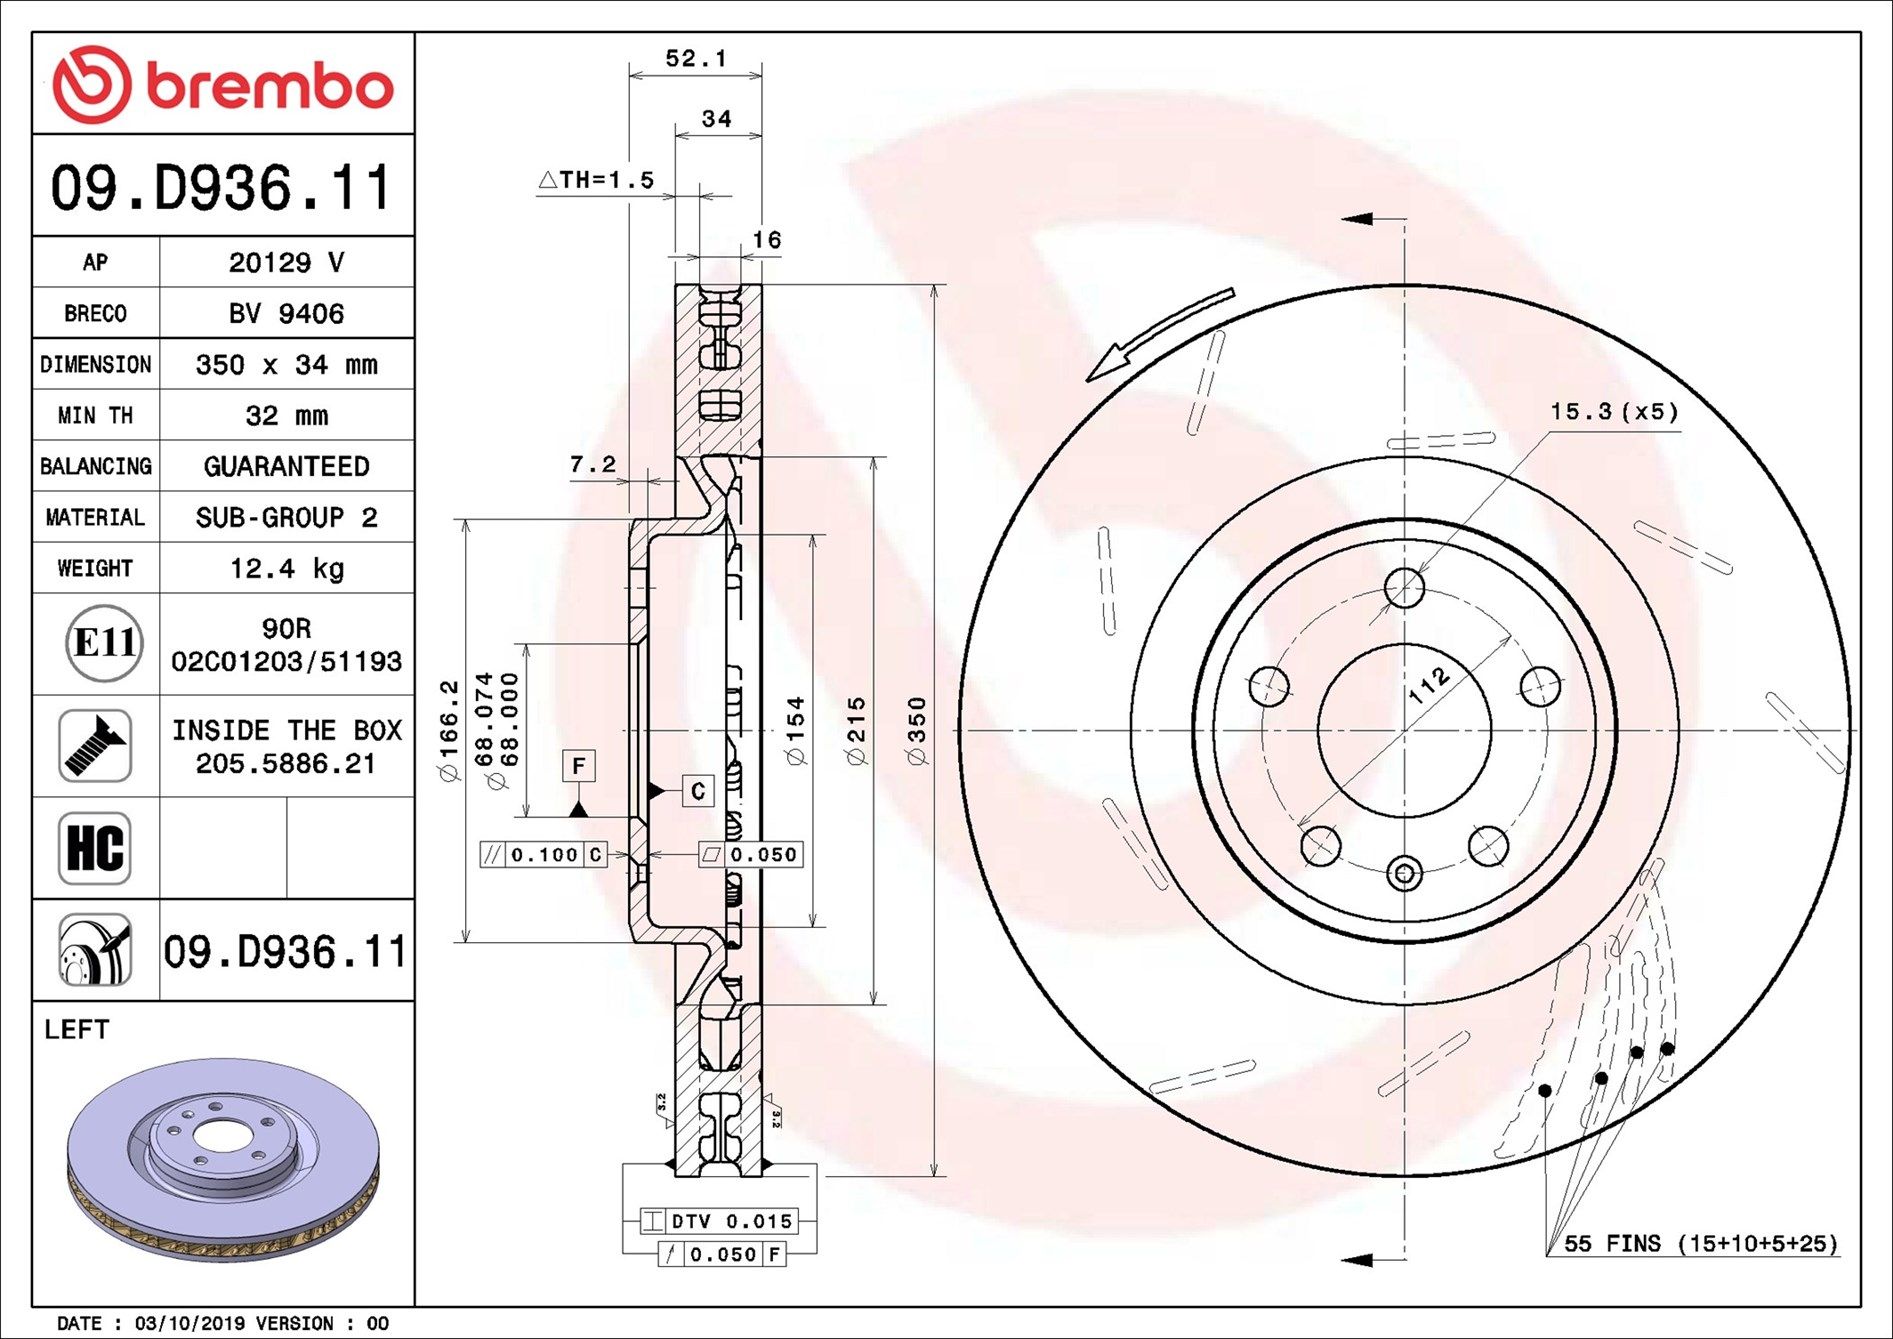 brembo
09.D936.11
AP 20129 V
BRECO BV 9406
DIMENSION 350 x 34 mm
MIN TH 32 mm
BALANCING GUARANTEED
MATERIAL SUB-GROUP 2
WEIGHT 12.4 kg
E11 90R
02C01203/51193
INSIDE THE BOX
205.5886.21
HC
09.D936.11
LEFT
DATE : 03/10/2019 VERSION : 00
52.1
34
△TH=1.5
16
7.2
Ø166.2
Ø 68.074
68.000
F
C
// 0.100 C
⏥ 0.050
Ø154
Ø215
Ø350
3.2
3.2
DTV 0.015
↗ 0.050 F
15.3(x5)
112
55 FINS (15+10+5+25)